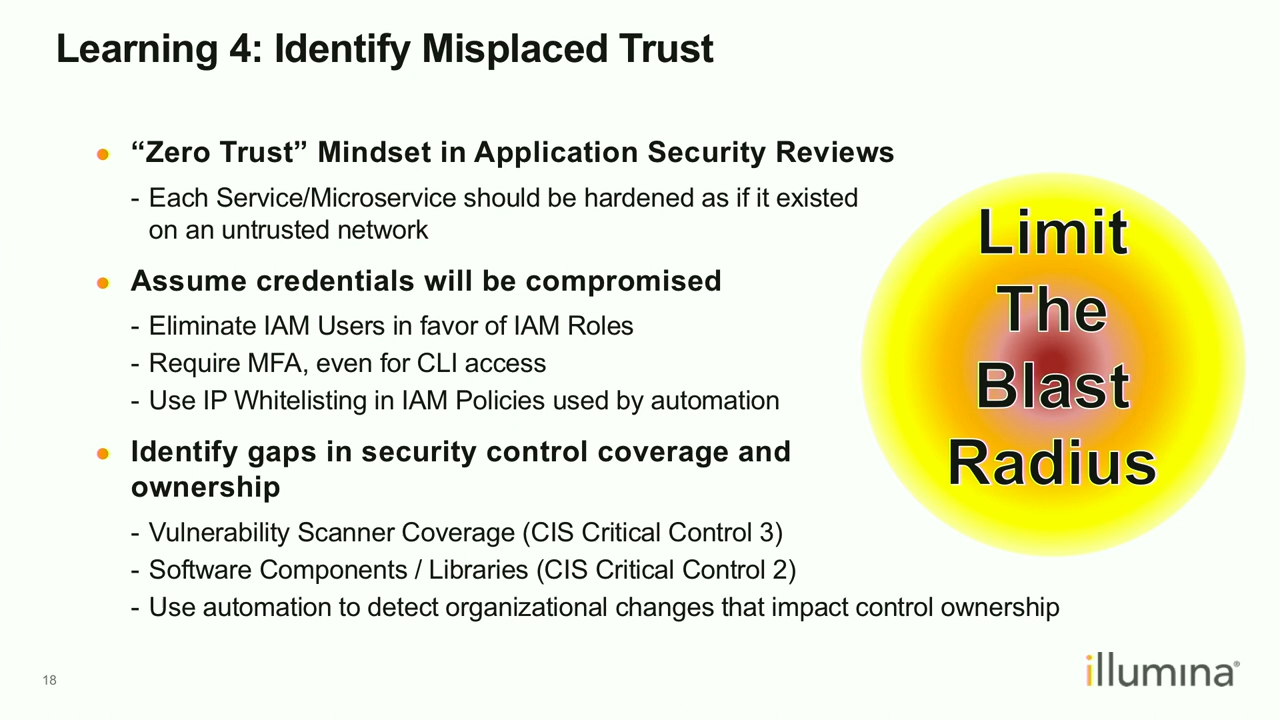 Learning 4: Identify Misplaced Trust
● “Zero Trust” Mindset in Application Security Reviews
- Each Service/Microservice should be hardened as if it existed
on an untrusted network
● Assume credentials will be compromised
- Eliminate IAM Users in favor of IAM Roles
- Require MFA, even for CLI access
- Use IP Whitelisting in IAM Policies used by automation
● Identify gaps in security control coverage and
ownership
- Vulnerability Scanner Coverage (CIS Critical Control 3)
- Software Components / Libraries (CIS Critical Control 2)
- Use automation to detect organizational changes that impact control ownership
Limit
The
Blast
Radius
18
illumina®